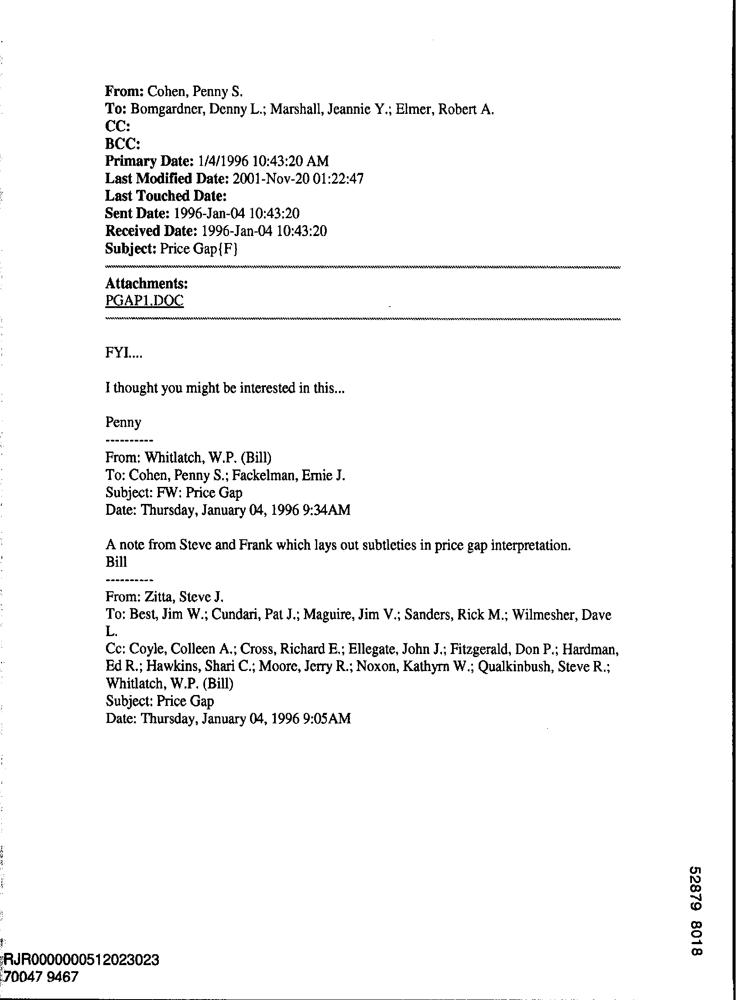 From: Cohen, Penny S.
To: Bomgardner, Denny L.; Marshall, Jeannie Y.; Elmer, Robert A.
CC:
BCC:
Primary Date: 1/4/1996 10:43:20 AM
Last Modified Date: 2001-Nov-20 01:22:47
Last Touched Date:
Sent Date: 1996-Jan-04 10:43:20
Received Date: 1996-Jan-04 10:43:20
Subject: Price Gap{F}
Attachments:
PGAP1.DOC
FYI....
I thought you might be interested in this...
Penny
----------
From: Whitlatch, W.P. (Bill)
To: Cohen, Penny S.; Fackelman, Ernie J.
Subject: FW: Price Gap
Date: Thursday, January 04, 1996 9:34AM
A note from Steve and Frank which lays out subtleties in price gap interpretation.
Bill
----------
From: Zitta, Steve J.
To: Best, Jim W.; Cundari, Pat J.; Maguire, Jim V.; Sanders, Rick M.; Wilmesher, Dave
L.
Cc: Coyle, Colleen A.; Cross, Richard E.; Ellegate, John J.; Fitzgerald, Don P.; Hardman,
Ed R.; Hawkins, Shari C.; Moore, Jerry R.; Noxon, Kathyrn W.; Qualkinbush, Steve R.;
Whitlatch, W.P. (Bill)
Subject: Price Gap
Date: Thursday, January 04, 1996 9:05AM
52879 8018
RJR0000000512023023
70047 9467